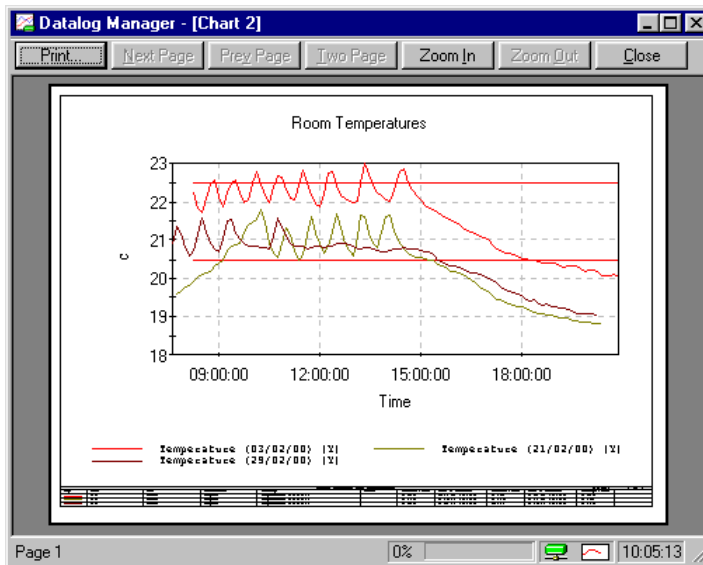 Datalog Manager - [Chart 2]
Print... Next Page Prev Page Two Page Zoom In Zoom Out Close
Room Temperatures
23
22
21
20
19
18
c
09:00:00 12:00:00 15:00:00 18:00:00
Time
Temperature (03/02/00) [Y] Temperature (21/02/00) [Y]
Temperature (29/02/00) [Y]
Page 1 0% 10:05:13